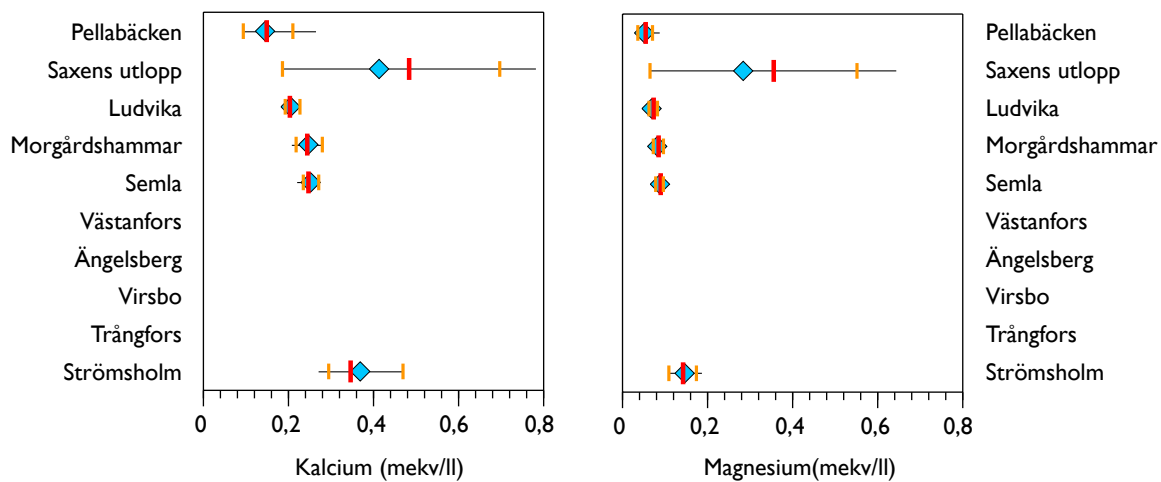 Pellabäcken
Saxens utlopp
Ludvika
Morgårdshammar
Semla
Västanfors
Ängelsberg
Virsbo
Trångfors
Strömsholm
0 0,2 0,4 0,6 0,8
Kalcium (mekv/ll)
Pellabäcken
Saxens utlopp
Ludvika
Morgårdshammar
Semla
Västanfors
Ängelsberg
Virsbo
Trångfors
Strömsholm
0 0,2 0,4 0,6 0,8
Magnesium(mekv/ll)